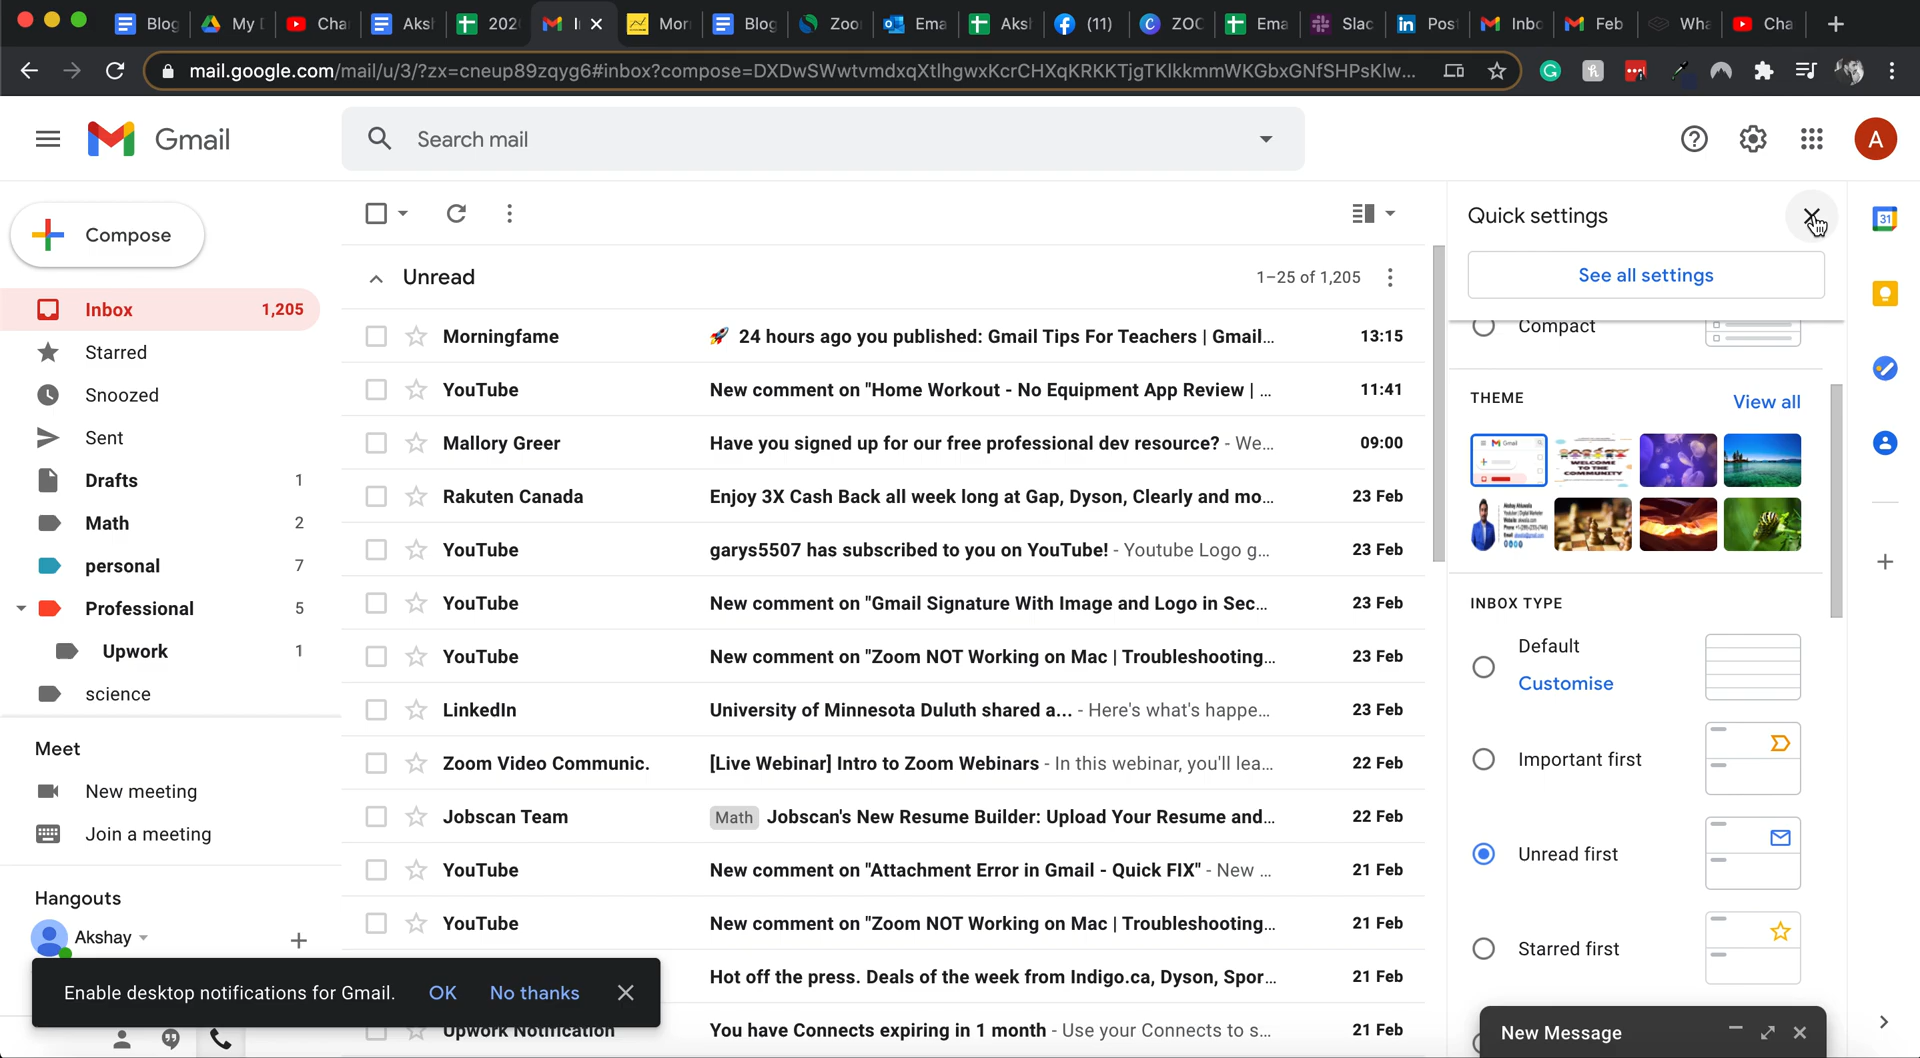 Blog
My D
Cha
Aksh
2020
I
Mor
Blog
Zoo
Ema
Aksh
(11)
ZOO
Ema
Slac
Post
Inbo
Feb
Wha
Cha
mail.google.com/mail/u/3/?zx=cneup89zqyg6#inbox?compose=DXDwSWwtvmdxqXtlhgwxKcrCHXqKRKKTjgTKlkkmmWKGbxGNfSHPsKlw...
Gmail
Search mail
A
Compose
Quick settings
See all settings
31
Unread
1–25 of 1,205
Inbox 1,205
Starred
Snoozed
Sent
Drafts 1
Math 2
personal 7
Professional 5
Upwork 1
science
Meet
New meeting
Join a meeting
Hangouts
Akshay
Morningfame 🚀 24 hours ago you published: Gmail Tips For Teachers | Gmail... 13:15
YouTube New comment on "Home Workout - No Equipment App Review | ... 11:41
Mallory Greer Have you signed up for our free professional dev resource? - We... 09:00
Rakuten Canada Enjoy 3X Cash Back all week long at Gap, Dyson, Clearly and mo... 23 Feb
YouTube garys5507 has subscribed to you on YouTube! - Youtube Logo g... 23 Feb
YouTube New comment on "Gmail Signature With Image and Logo in Sec... 23 Feb
YouTube New comment on "Zoom NOT Working on Mac | Troubleshooting... 23 Feb
LinkedIn University of Minnesota Duluth shared a... - Here's what's happe... 23 Feb
Zoom Video Communic. [Live Webinar] Intro to Zoom Webinars - In this webinar, you'll lea... 22 Feb
Jobscan Team Math Jobscan's New Resume Builder: Upload Your Resume and... 22 Feb
YouTube New comment on "Attachment Error in Gmail - Quick FIX" - New ... 21 Feb
YouTube New comment on "Zoom NOT Working on Mac | Troubleshooting... 21 Feb
Hot off the press. Deals of the week from Indigo.ca, Dyson, Spor... 21 Feb
Upwork Notification You have Connects expiring in 1 month - Use your Connects to s... 21 Feb
Compact
THEME
View all
Gmail
WELCOME
TO THE
COMMUNITY
INBOX TYPE
Default
Customise
Important first
Unread first
Starred first
Enable desktop notifications for Gmail. OK No thanks
New Message